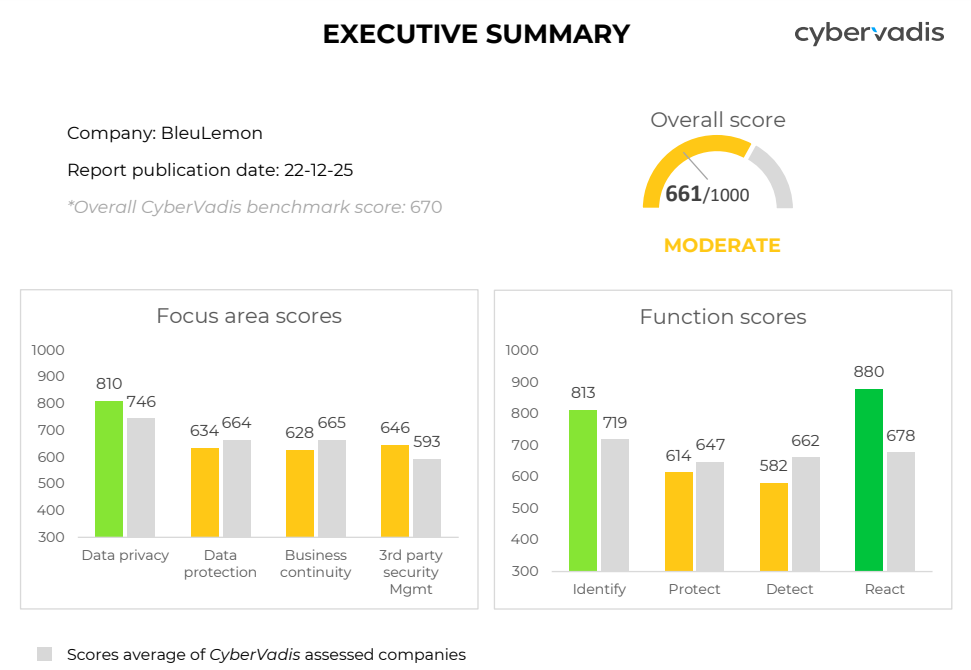 EXECUTIVE SUMMARY
cybervadis
Company: BleuLemon
Report publication date: 22-12-25
*Overall CyberVadis benchmark score: 670
Overall score
661/1000
MODERATE
Focus area scores
1000
900
800
700
600
500
400
300
810
746
634
664
628
665
646
593
Data privacy
Data
protection
Business
continuity
3rd party
security
Mgmt
Function scores
1000
900
800
700
600
500
400
300
813
719
614
647
582
662
880
678
Identify
Protect
Detect
React
Scores average of CyberVadis assessed companies